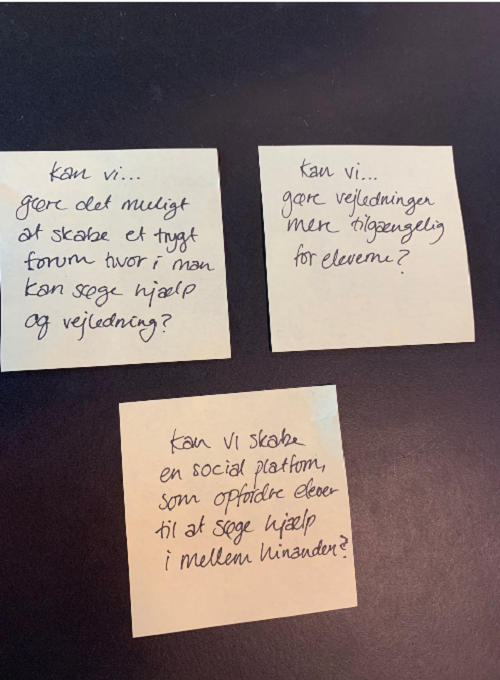 Kan vi...
gøre det muligt
at skabe et trygt
forum hvor i man
kan søge hjælp
og vejledning?
Kan vi...
gøre vejledningen
mere tilgængelig
for eleverne?
Kan vi skabe
en social platform,
som opfordre elever
til at søge hjælp
i mellem hinanden?